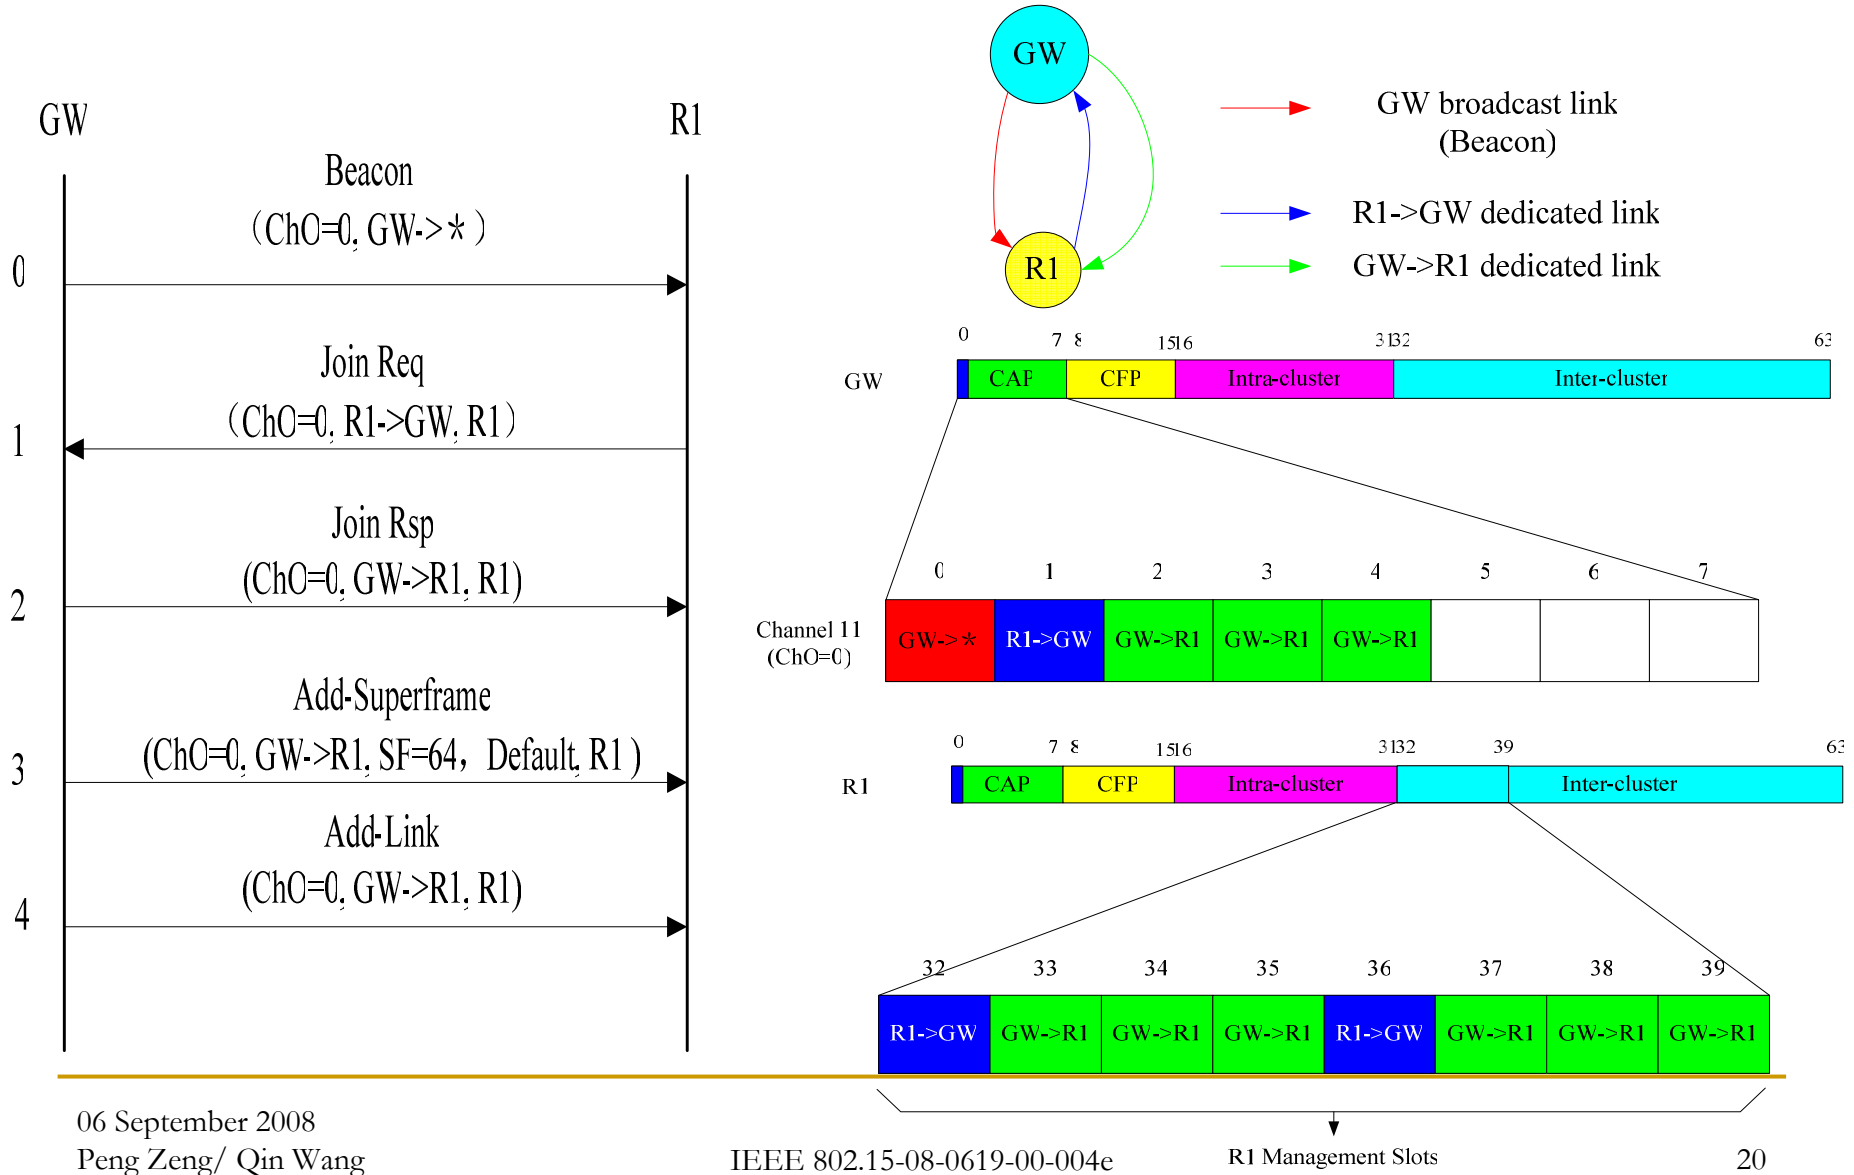 GW
R1
Beacon
(ChO=0, GW->*)
0
Join Req
(ChO=0, R1->GW, R1)
1
Join Rsp
(ChO=0, GW->R1, R1)
2
Add-Superframe
(ChO=0, GW->R1, SF=64, Default, R1)
3
Add-Link
(ChO=0, GW->R1, R1)
4
GW
R1
GW broadcast link
(Beacon)
R1->GW dedicated link
GW->R1 dedicated link
0 7 8 15 16 31 32 63
GW CAP CFP Intra-cluster Inter-cluster
0 1 2 3 4 5 6 7
Channel 11
(ChO=0)
GW->* R1->GW GW->R1 GW->R1 GW->R1
0 7 8 15 16 31 32 39 63
R1 CAP CFP Intra-cluster Inter-cluster
32 33 34 35 36 37 38 39
R1->GW GW->R1 GW->R1 GW->R1 R1->GW GW->R1 GW->R1 GW->R1
R1 Management Slots
06 September 2008
Peng Zeng/ Qin Wang
IEEE 802.15-08-0619-00-004e
20